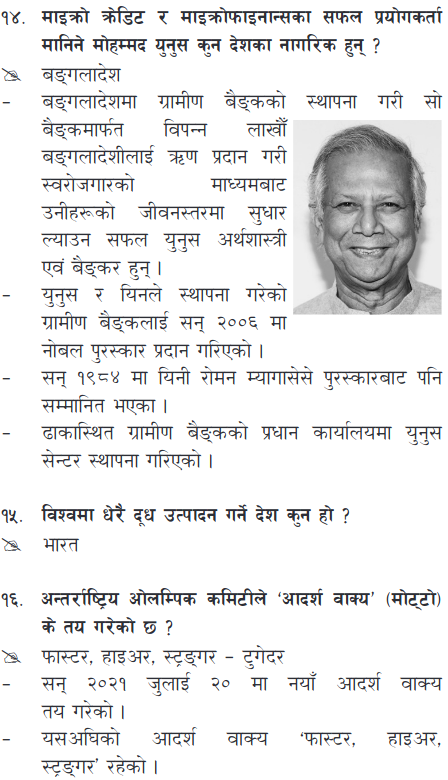 १४. माइक्रो क्रेडिट र माइक्रोफाइनान्सका सफल प्रयोगकर्ता
मानिने मोहम्मद युनुस कुन देशका नागरिक हुन् ?
बङ्गलादेश
– बङ्गलादेशमा ग्रामीण बैङ्कको स्थापना गरी सो
बैङ्कमार्फत विपन्न लाखौँ
बङ्गलादेशीलाई ऋण प्रदान गरी
स्वरोजगारको माध्यमबाट
उनीहरूको जीवनस्तरमा सुधार
ल्याउन सफल युनुस अर्थशास्त्री
एवं बैङ्कर हुन् ।
– युनुस र यिनले स्थापना गरेको
ग्रामीण बैङ्कलाई सन् २००६ मा
नोबल पुरस्कार प्रदान गरिएको ।
– सन् १९८४ मा यिनी रोमन म्यागासेसे पुरस्कारबाट पनि
सम्मानित भएका ।
– ढाकास्थित ग्रामीण बैङ्कको प्रधान कार्यालयमा युनुस
सेन्टर स्थापना गरिएको ।
१५. विश्वमा धेरै दूध उत्पादन गर्ने देश कुन हो ?
भारत
१६. अन्तर्राष्ट्रिय ओलम्पिक कमिटीले ‘आदर्श वाक्य’ (मोट्टो)
के तय गरेको छ ?
फास्टर, हाइअर, स्ट्रङ्गर – टुगेदर
– सन् २०२१ जुलाई २० मा नयाँ आदर्श वाक्य
तय गरेको ।
– यसअघिको आदर्श वाक्य ‘फास्टर, हाइअर,
स्ट्रङ्गर’ रहेको ।